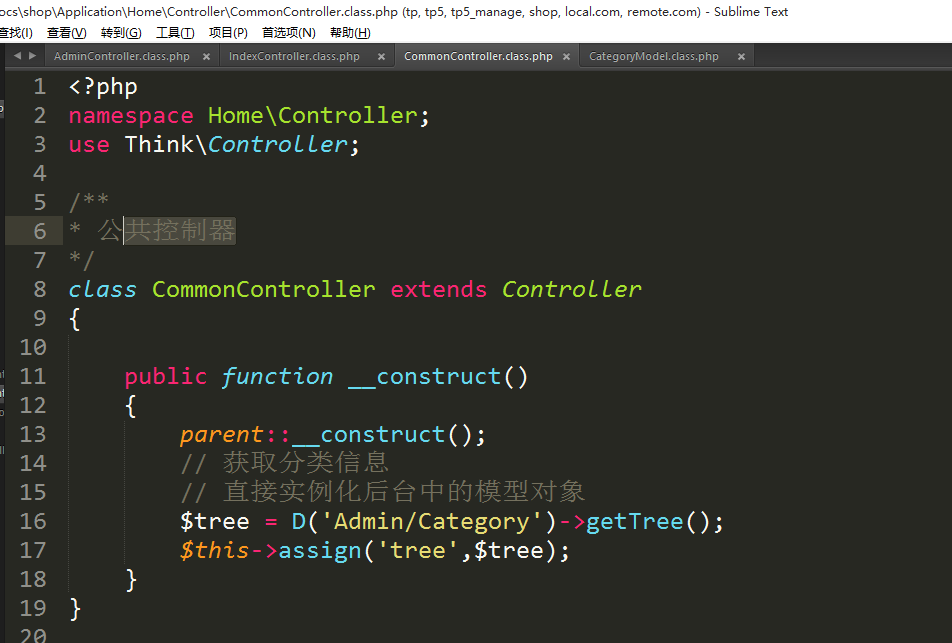 ocs\shop\Application\Home\Controller\CommonController.class.php (tp, tp5, tp5_manage, shop, local.com, remote.com) - Sublime Text
查找(I) 查看(V) 转到(G) 工具(T) 项目(P) 首选项(N) 帮助(H)
AdminController.class.php × IndexController.class.php × CommonController.class.php × CategoryModel.class.php ×
1 <?php
2 namespace Home\Controller;
3 use Think\Controller;
4
5 /**
6 * 公共控制器
7 */
8 class CommonController extends Controller
9 {
10
11 public function __construct()
12 {
13 parent::__construct();
14 // 获取分类信息
15 // 直接实例化后台中的模型对象
16 $tree = D('Admin/Category')->getTree();
17 $this->assign('tree',$tree);
18 }
19 }
20